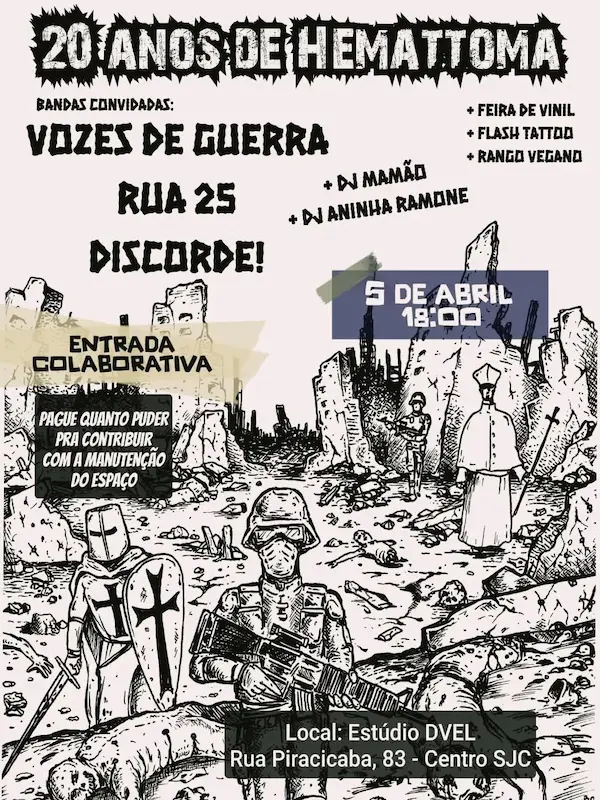 20 ANOS DE HEMATTOMA
BANDAS CONVIDADAS:
VOZES DE GUERRA
RUA 25
DISCORDE!
+ FEIRA DE VINIL
+ FLASH TATTOO
+ RANGO VEGANO
+ DJ MAMÃO
+ DJ ANINHA RAMONE
5 DE ABRIL
18:00
ENTRADA
COLABORATIVA
PAGUE QUANTO PUDER
PRA CONTRIBUIR
COM A MANUTENÇÃO
DO ESPAÇO
Local: Estúdio DVEL
Rua Piracicaba, 83 - Centro SJC